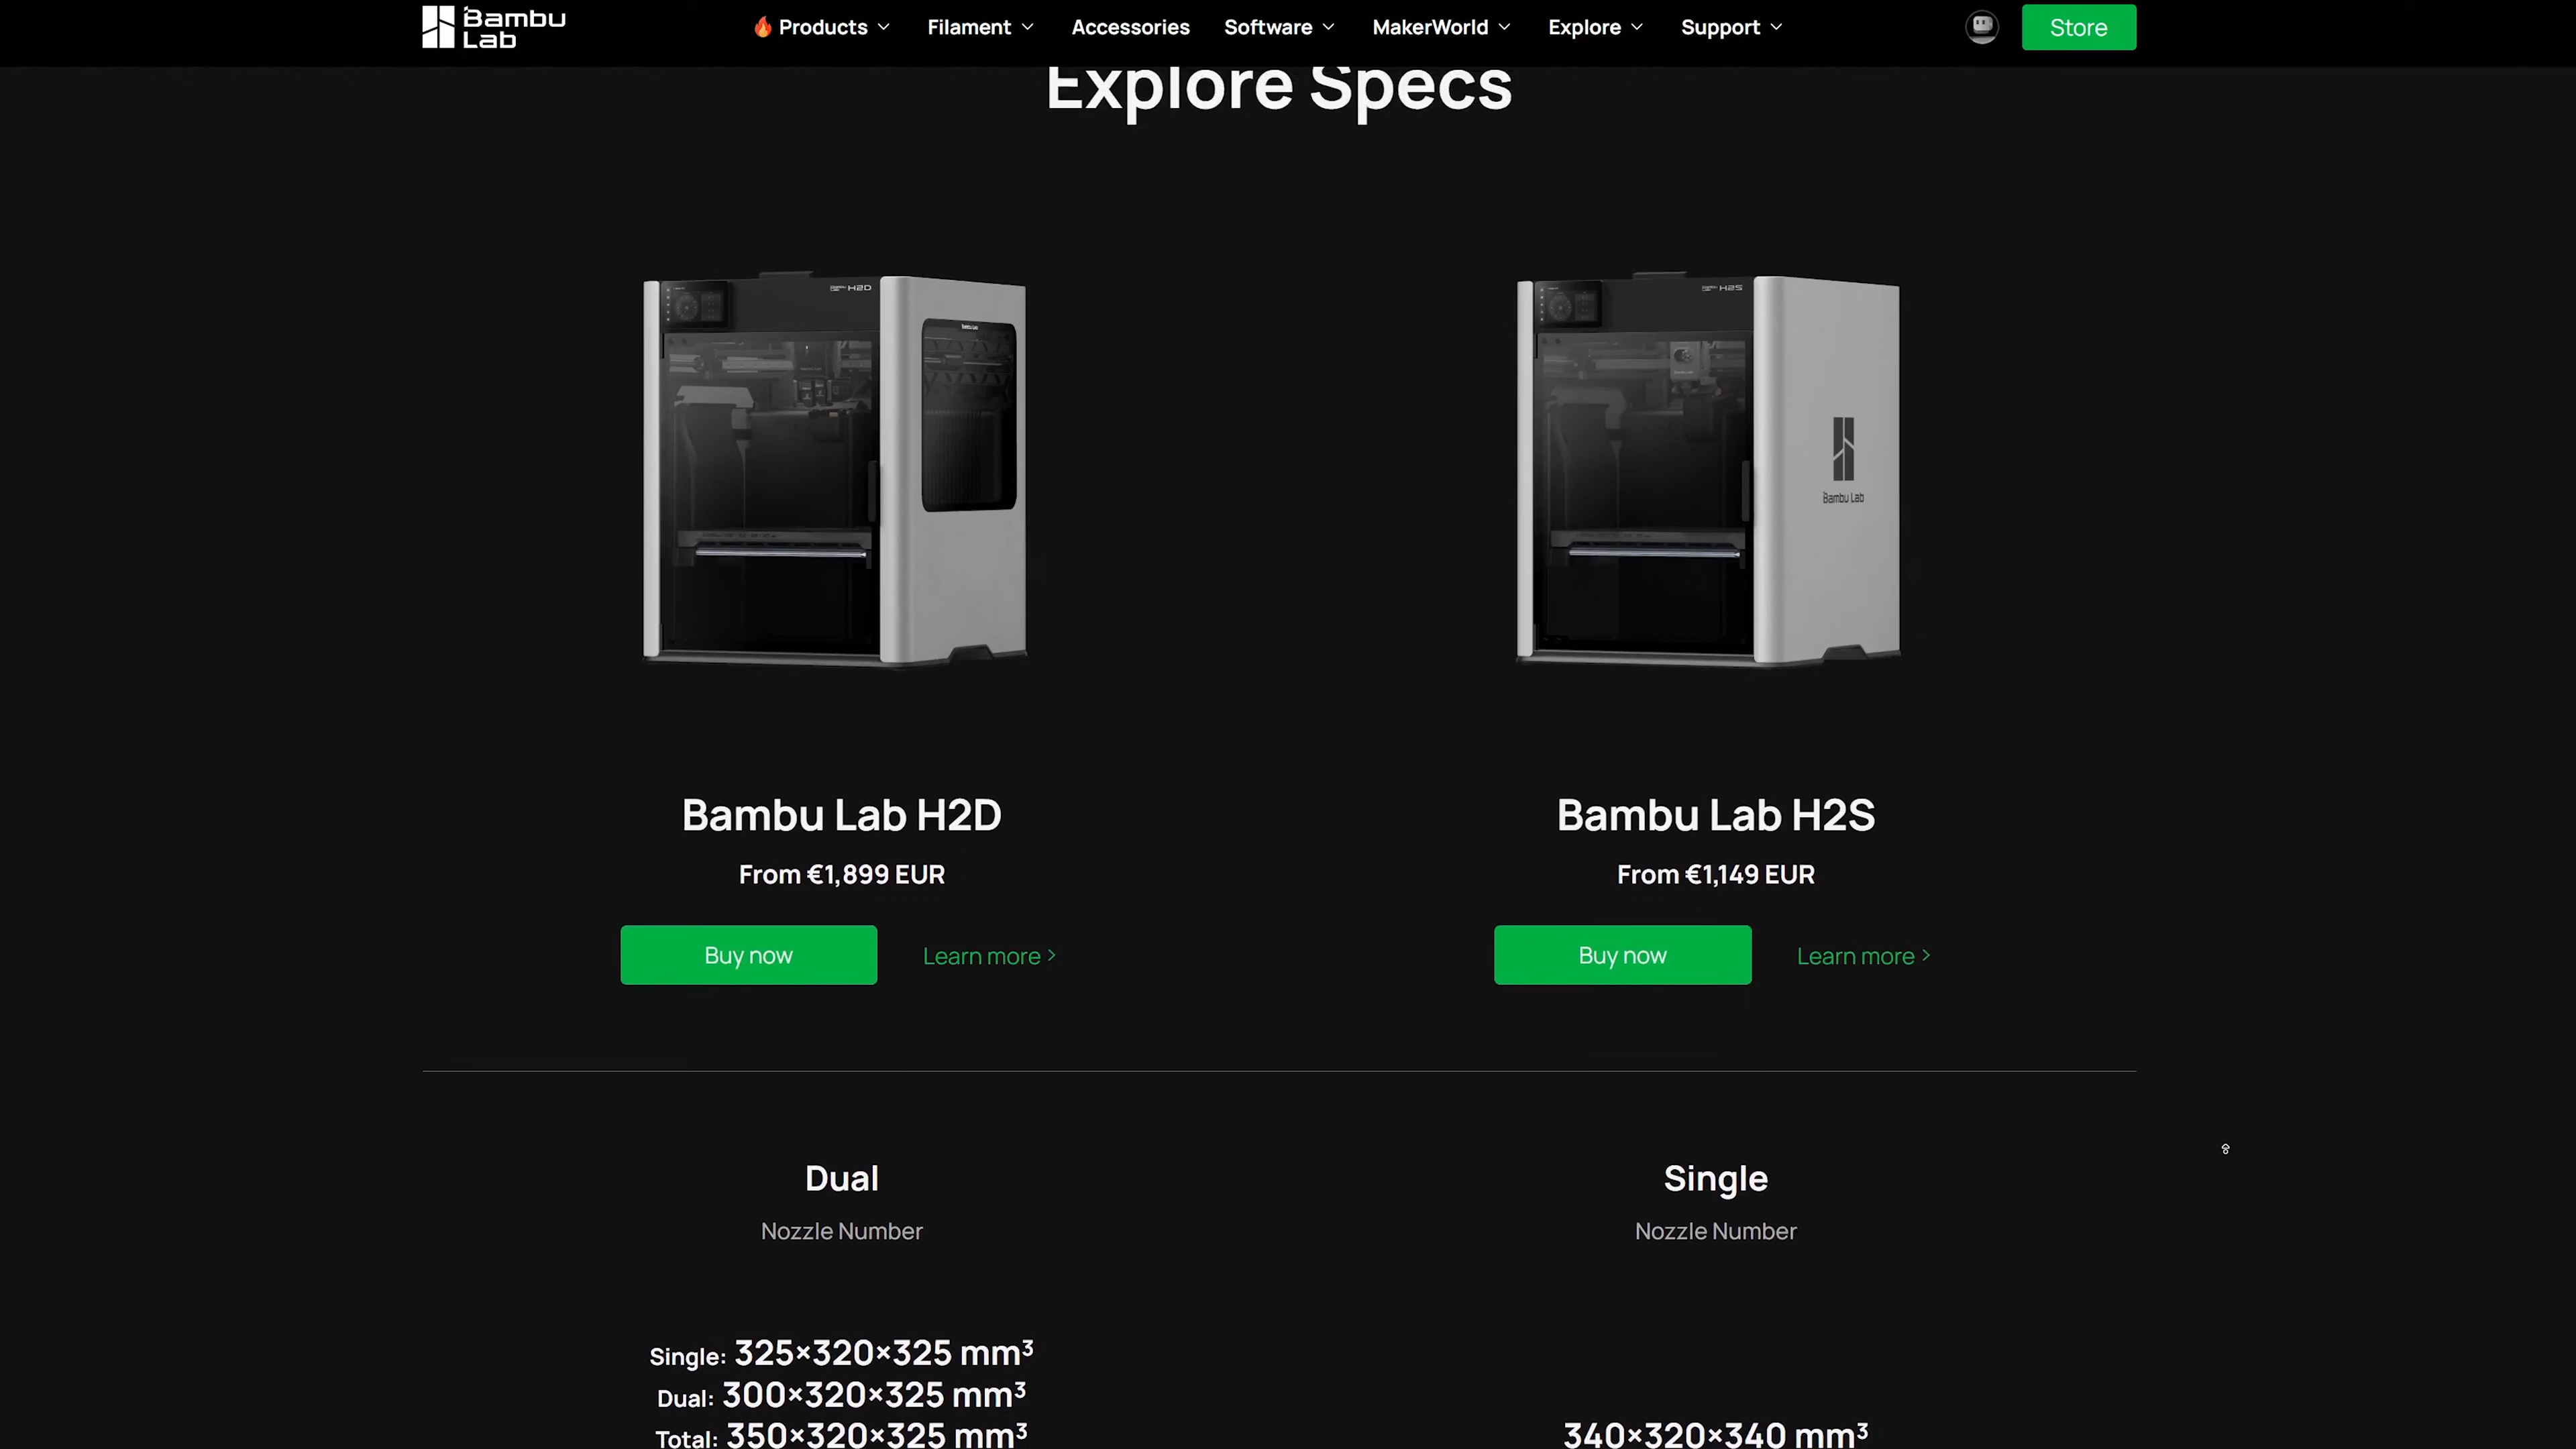 Bambu
Lab
Products
Filament
Accessories
Software
MakerWorld
Explore
Support
Store
Explore Specs
H2D
H2S
Bambu Lab
Bambu Lab H2D
Bambu Lab H2S
From €1,899 EUR
From €1,149 EUR
Buy now
Learn more >
Buy now
Learn more >
Dual
Single
Nozzle Number
Nozzle Number
Single: 325×320×325 mm³
Dual: 300×320×325 mm³
Total: 350×320×325 mm³
340×320×340 mm³